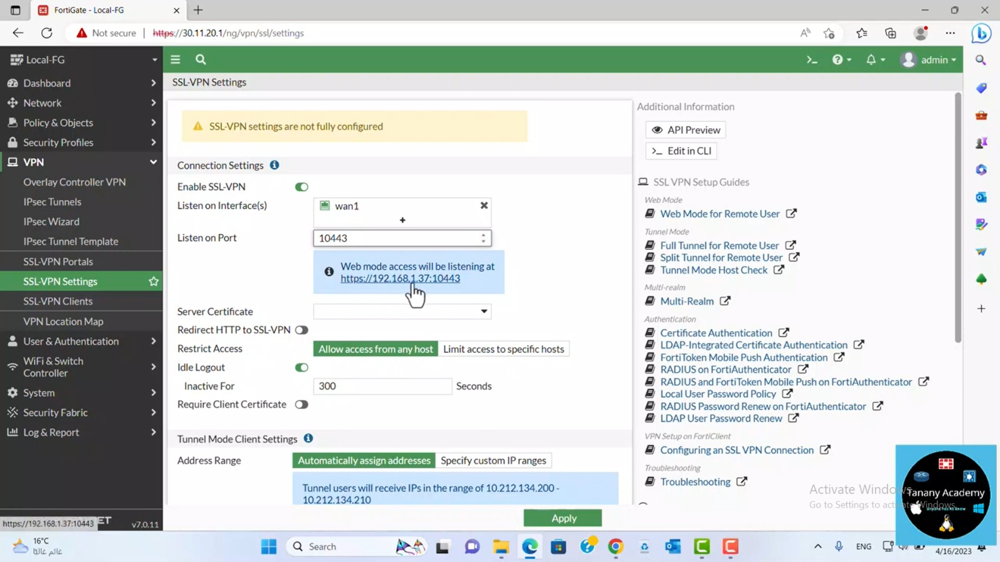 FortiGate - Local-FG
Not secure
https://30.11.20.1/ng/vpn/ssl/settings
Local-FG
admin
Dashboard
Network
Policy & Objects
Security Profiles
VPN
Overlay Controller VPN
IPsec Tunnels
IPsec Wizard
IPsec Tunnel Template
SSL-VPN Portals
SSL-VPN Settings
SSL-VPN Clients
VPN Location Map
User & Authentication
WiFi & Switch
Controller
System
Security Fabric
Log & Report
https://192.168.1.37:10443
v7.0.11
SSL-VPN Settings
SSL-VPN settings are not fully configured
Connection Settings
Enable SSL-VPN
Listen on Interface(s)
wan1
Listen on Port
10443
Web mode access will be listening at
https://192.168.1.37:10443
Server Certificate
Redirect HTTP to SSL-VPN
Restrict Access
Allow access from any host
Limit access to specific hosts
Idle Logout
Inactive For
300
Seconds
Require Client Certificate
Tunnel Mode Client Settings
Address Range
Automatically assign addresses
Specify custom IP ranges
Tunnel users will receive IPs in the range of 10.212.134.200 -
10.212.134.210
Apply
Additional Information
API Preview
>_ Edit in CLI
SSL VPN Setup Guides
Web Mode
Web Mode for Remote User
Tunnel Mode
Full Tunnel for Remote User
Split Tunnel for Remote User
Tunnel Mode Host Check
Multi-realm
Multi-Realm
Authentication
Certificate Authentication
LDAP-Integrated Certificate Authentication
FortiToken Mobile Push Authentication
RADIUS on FortiAuthenticator
RADIUS and FortiToken Mobile Push on FortiAuthenticator
Local User Password Policy
RADIUS Password Renew on FortiAuthenticator
LDAP User Password Renew
VPN Setup on FortiClient
Configuring an SSL VPN Connection
Troubleshooting
Troubleshooting
Activate Windows
Go to Settings to activate Windows.
Tanany Academy
anyone has to know
16°C
غائم غالبًا
Search
ENG
4/16/2023